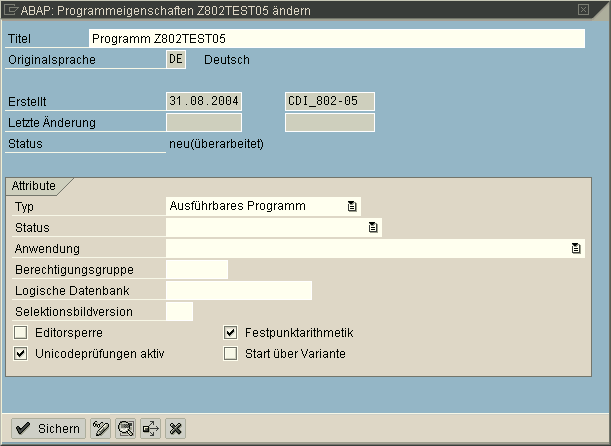 ABAP: Programmeigenschaften Z802TEST05 ändern
Titel Programm Z802TEST05
Originalsprache DE Deutsch
Erstellt 31.08.2004 CDI_802-05
Letzte Änderung
Status neu(überarbeitet)
Attribute
Typ Ausführbares Programm
Status
Anwendung
Berechtigungsgruppe
Logische Datenbank
Selektionsbildversion
Editorsperre Festpunktarithmetik
Unicodeprüfungen aktiv Start über Variante
Sichern